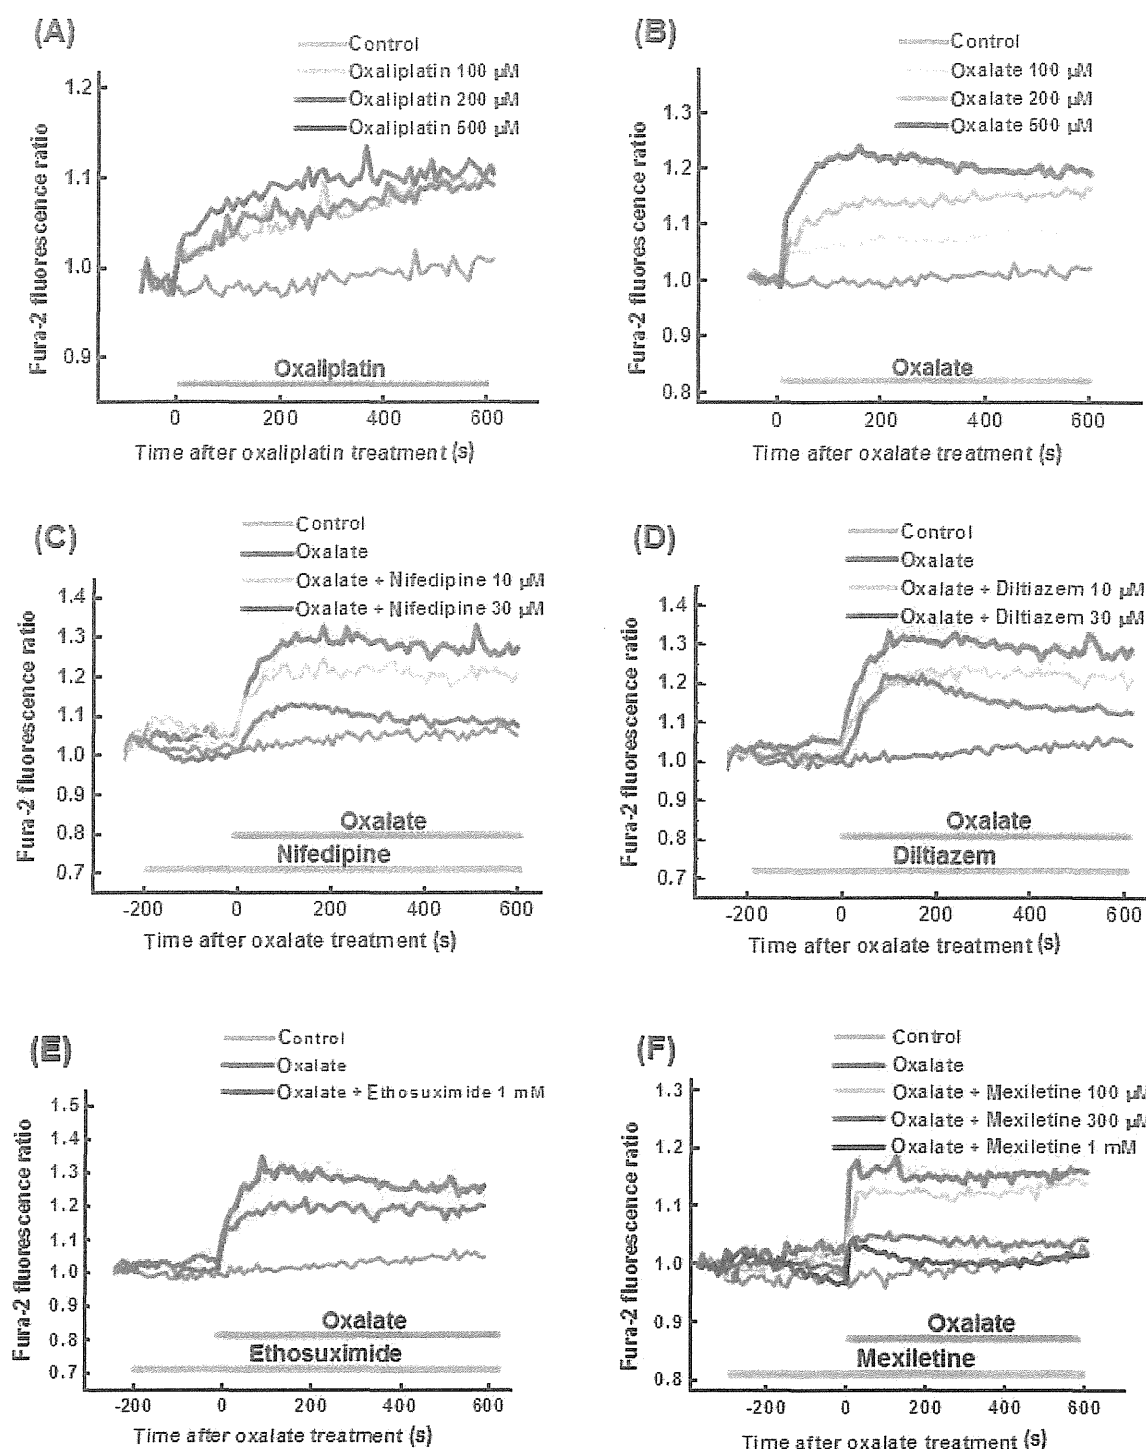 (A)
Control
Oxaliplatin 100 µM
Oxaliplatin 200 µM
Oxaliplatin 500 µM
1.2
1.1
1.0
0.9
Fura-2 fluorescence ratio
Oxaliplatin
0 200 400 600
Time after oxaliplatin treatment (s)
(B)
Control
Oxalate 100 µM
Oxalate 200 µM
Oxalate 500 µM
1.3
1.2
1.1
1.0
0.9
0.8
Fura-2 fluorescence ratio
Oxalate
0 200 400 600
Time after oxalate treatment (s)
(C)
Control
Oxalate
Oxalate + Nifedipine 10 µM
Oxalate + Nifedipine 30 µM
1.4
1.3
1.2
1.1
1.0
0.9
0.8
0.7
Fura-2 fluorescence ratio
Oxalate
Nifedipine
-200 0 200 400 600
Time after oxalate treatment (s)
(D)
Control
Oxalate
Oxalate + Diltiazem 10 µM
Oxalate + Diltiazem 30 µM
1.4
1.3
1.2
1.1
1.0
0.9
0.8
0.7
Fura-2 fluorescence ratio
Oxalate
Diltiazem
-200 0 200 400 600
Time after oxalate treatment (s)
(E)
Control
Oxalate
Oxalate + Ethosuximide 1 mM
1.5
1.4
1.3
1.2
1.1
1.0
0.9
0.8
0.7
Fura-2 fluorescence ratio
Oxalate
Ethosuximide
-200 0 200 400 600
Time after oxalate treatment (s)
(F)
Control
Oxalate
Oxalate + Mexiletine 100 µM
Oxalate + Mexiletine 300 µM
Oxalate + Mexiletine 1 mM
1.3
1.2
1.1
1.0
0.9
0.8
Fura-2 fluorescence ratio
Oxalate
Mexiletine
-200 0 200 400 600
Time after oxalate treatment (s)